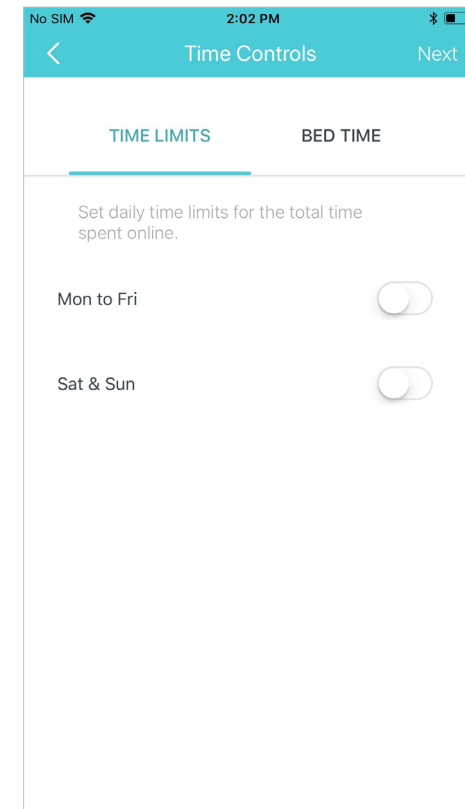 No SIM 2:02 PM
Time Controls Next
TIME LIMITS BED TIME
Set daily time limits for the total time
spent online.
Mon to Fri
Sat & Sun